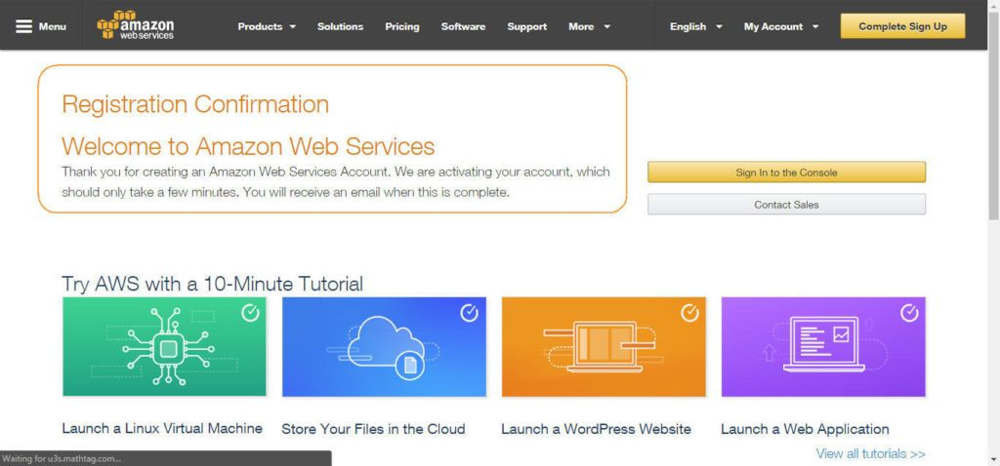 Menu
amazon
webservices
Products
Solutions
Pricing
Software
Support
More
English
My Account
Complete Sign Up
Registration Confirmation
Welcome to Amazon Web Services
Thank you for creating an Amazon Web Services Account. We are activating your account, which
should only take a few minutes. You will receive an email when this is complete.
Sign In to the Console
Contact Sales
Try AWS with a 10-Minute Tutorial
Launch a Linux Virtual Machine
Store Your Files in the Cloud
Launch a WordPress Website
Launch a Web Application
View all tutorials >>
Waiting for u3s.mathtag.com...